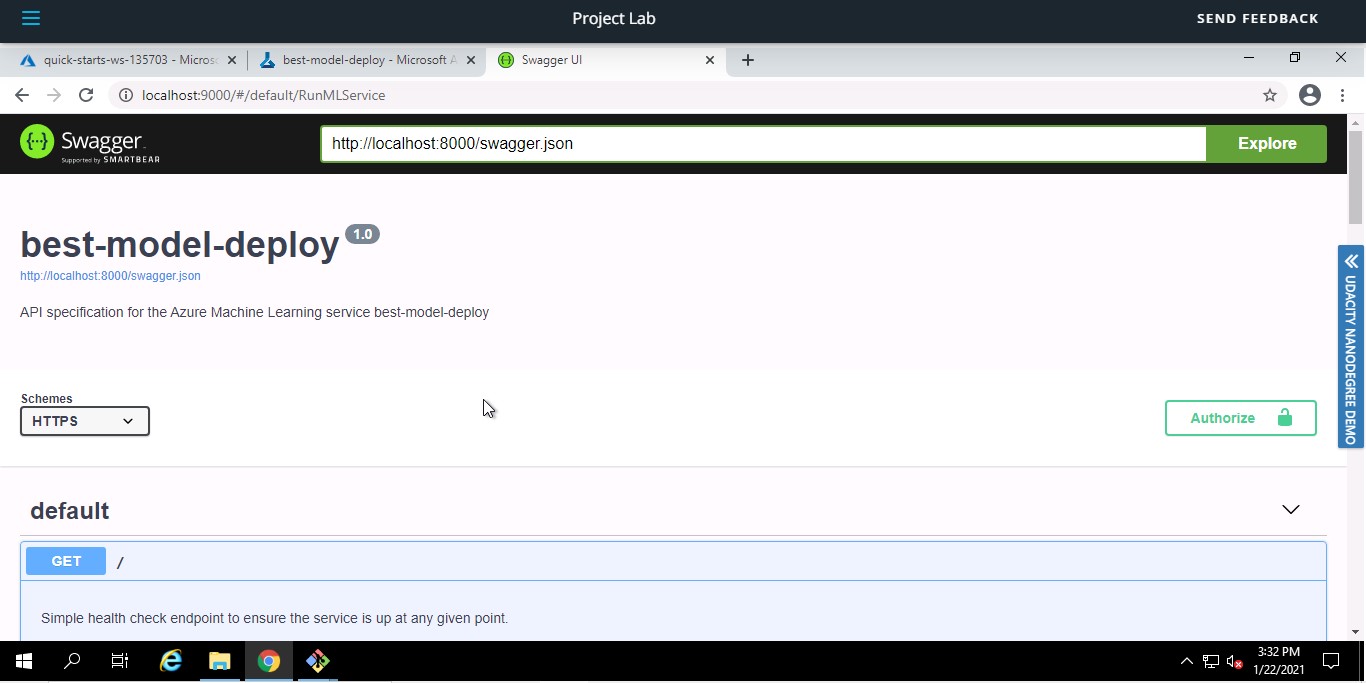 Project Lab
SEND FEEDBACK
quick-starts-ws-135703 - Micros
best-model-deploy - Microsoft A
Swagger UI
localhost:9000/#/default/RunMLService
{··}
Swagger.
Supported by SMARTBEAR
http://localhost:8000/swagger.json
Explore
best-model-deploy 1.0
http://localhost:8000/swagger.json
API specification for the Azure Machine Learning service best-model-deploy
UDACITY NANODEGREE DEMO
Schemes
HTTPS
Authorize
default
GET /
Simple health check endpoint to ensure the service is up at any given point.
3:32 PM
1/22/2021